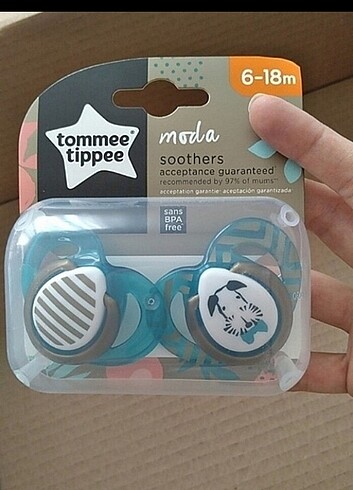 6-18m
tommee
tippee
moda
soothers
acceptance guaranteed
recommended by 97% of mums
acceptation garantie aceptación garantizada
sans
BPA
free